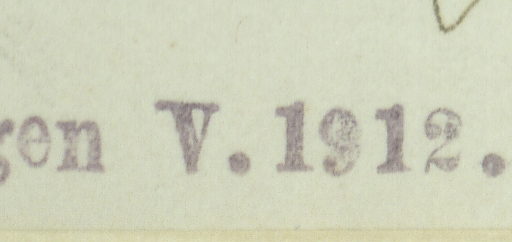 gen V. 1912.